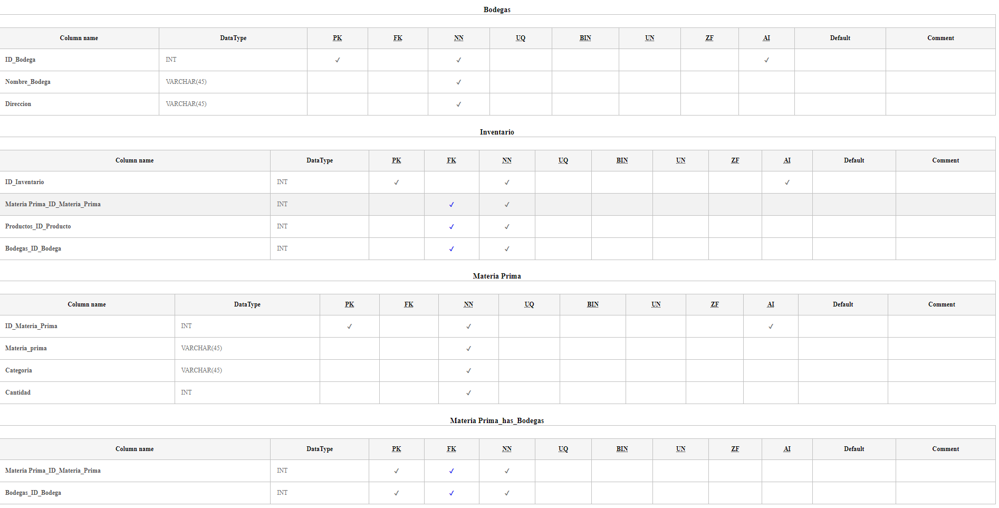 Bodegas
Column name DataType PK FK NN UQ BIN UN ZF AI Default Comment
ID_Bodega INT ✓ ✓ ✓
Nombre_Bodega VARCHAR(45) ✓
Direccion VARCHAR(45) ✓
Inventario
Column name DataType PK FK NN UQ BIN UN ZF AI Default Comment
ID_Inventario INT ✓ ✓ ✓
Materia Prima_ID_Materia_Prima INT ✓ ✓
Productos_ID_Producto INT ✓ ✓
Bodegas_ID_Bodega INT ✓ ✓
Materia Prima
Column name DataType PK FK NN UQ BIN UN ZF AI Default Comment
ID_Materia_Prima INT ✓ ✓ ✓
Materia_prima VARCHAR(45) ✓
Categoria VARCHAR(45) ✓
Cantidad INT ✓
Materia Prima_has_Bodegas
Column name DataType PK FK NN UQ BIN UN ZF AI Default Comment
Materia Prima_ID_Materia_Prima INT ✓ ✓ ✓
Bodegas_ID_Bodega INT ✓ ✓ ✓